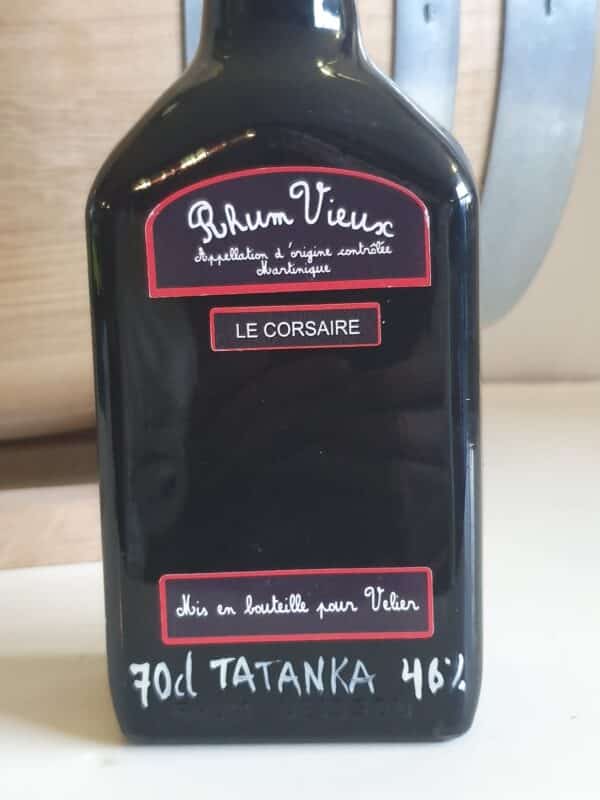 Rhum Vieux
Appellation d'origine contrôlée
Martinique
LE CORSAIRE
Mis en bouteille pour Velier
70cl TATANKA 46%